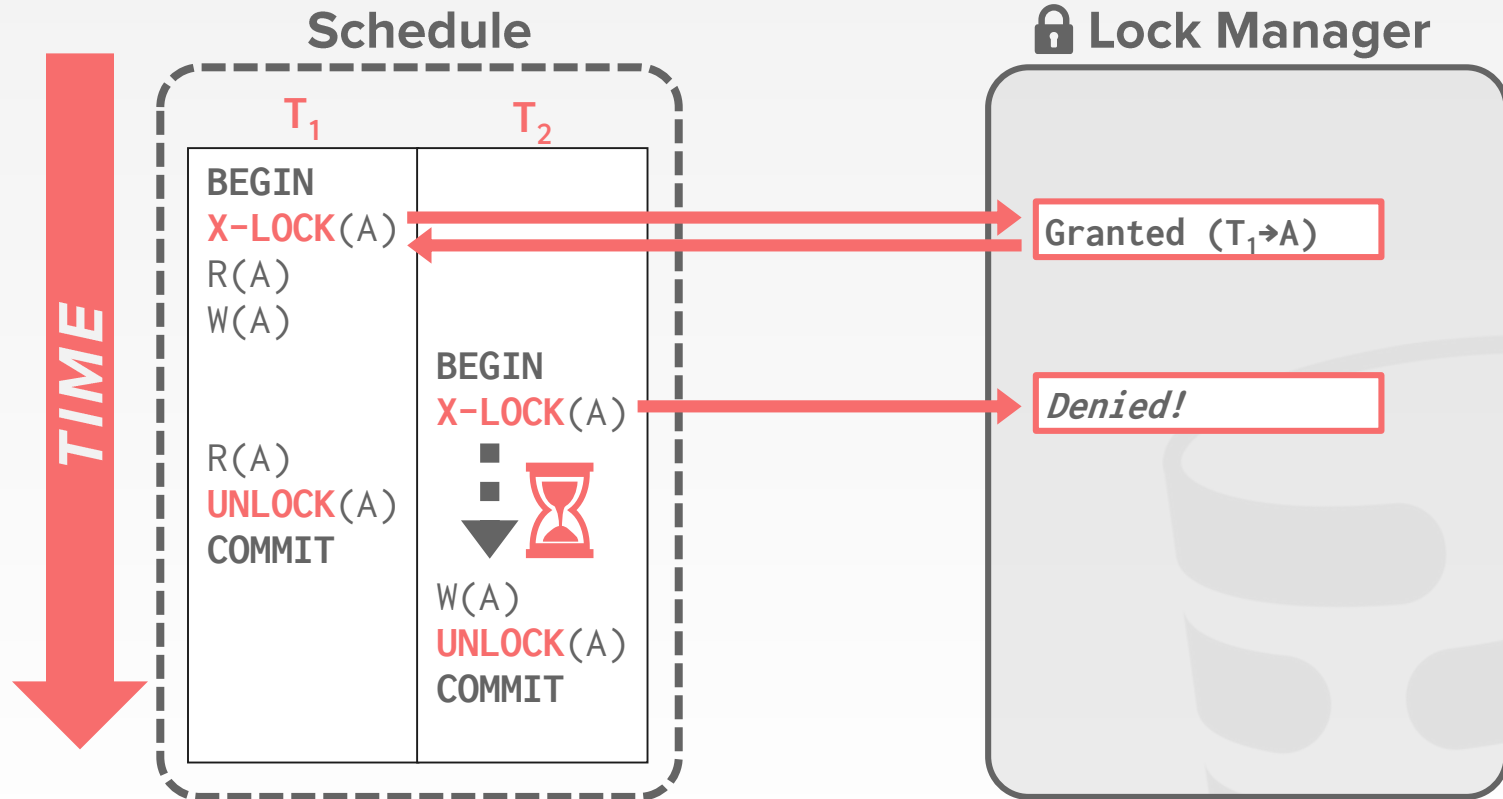 Schedule
Lock Manager
TIME
T₁ T₂
BEGIN
X-LOCK(A)
Granted (T₁→A)
R(A)
W(A)
BEGIN
X-LOCK(A)
Denied!
R(A)
UNLOCK(A)
COMMIT
W(A)
UNLOCK(A)
COMMIT